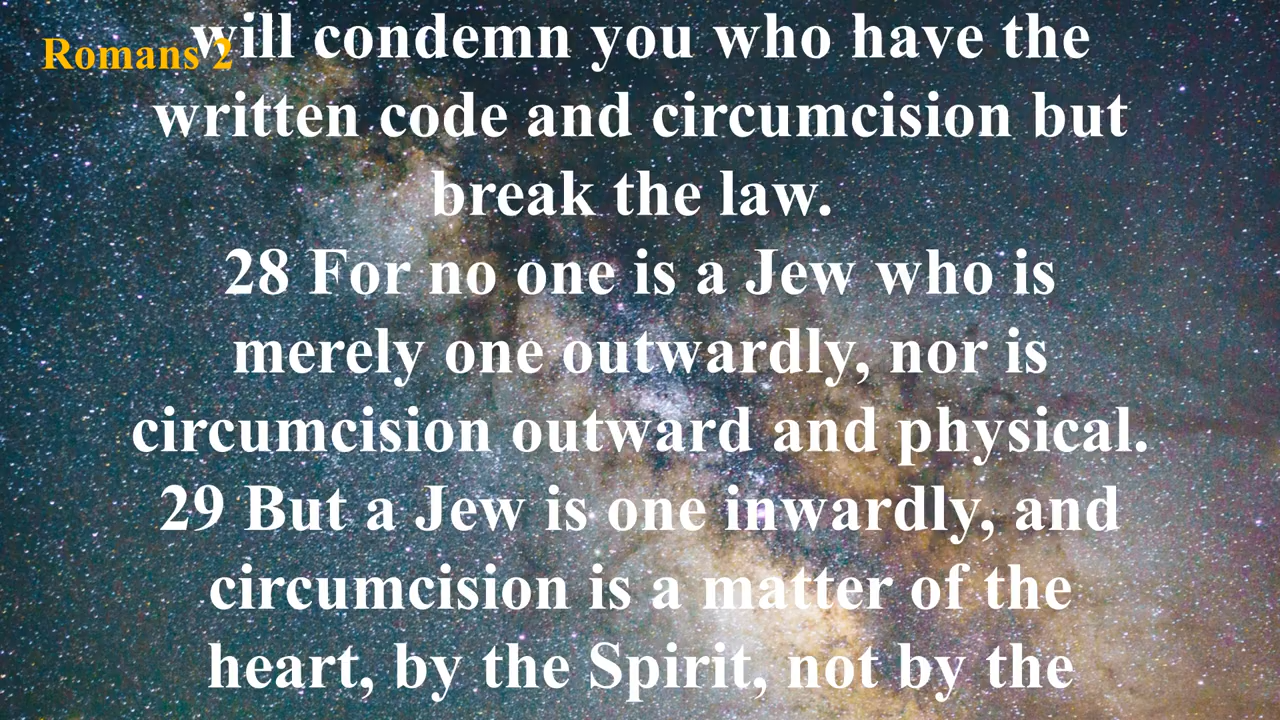 Romans 2
will condemn you who have the
written code and circumcision but
break the law.
28 For no one is a Jew who is
merely one outwardly, nor is
circumcision outward and physical.
29 But a Jew is one inwardly, and
circumcision is a matter of the
heart, by the Spirit, not by the